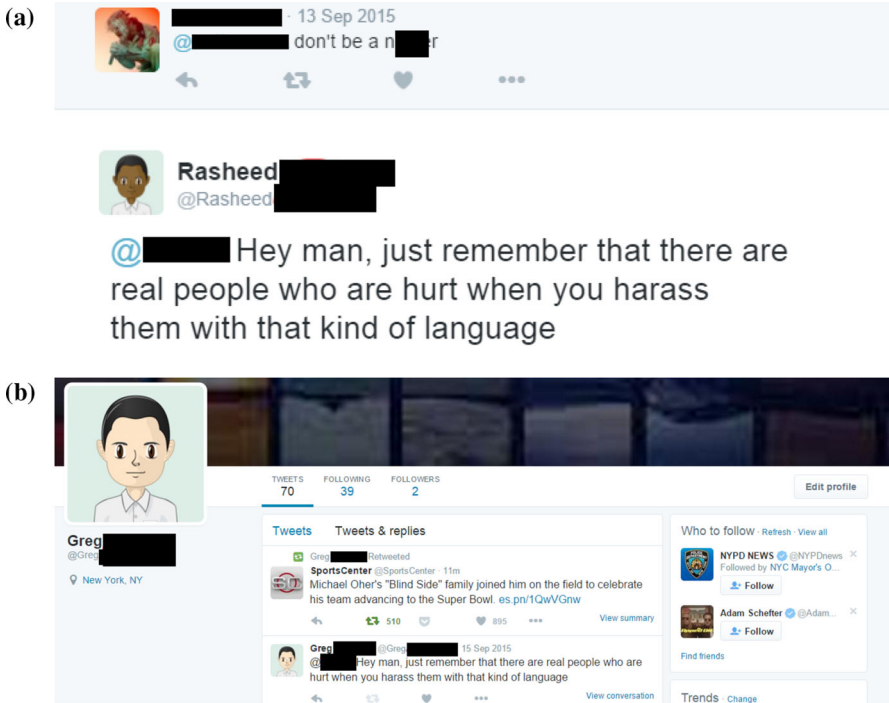 (a)
· 13 Sep 2015
@ don't be a n r
Rasheed
@Rasheed
@ Hey man, just remember that there are
real people who are hurt when you harass
them with that kind of language
(b)
TWEETS FOLLOWING FOLLOWERS
70 39 2
Edit profile
Greg
@Greg
New York, NY
Tweets Tweets & replies
Greg Retweeted
SportsCenter @SportsCenter · 11m
Michael Oher's "Blind Side" family joined him on the field to celebrate
his team advancing to the Super Bowl. es.pn/1QwVGnw
510 895 View summary
Greg @Greg 15 Sep 2015
@ Hey man, just remember that there are real people who are
hurt when you harass them with that kind of language
View conversation
Who to follow · Refresh · View all
NYPD NEWS @NYPDnews
Followed by NYC Mayor's O...
Follow
Adam Schefter @Adam...
Follow
Find friends
Trends · Change